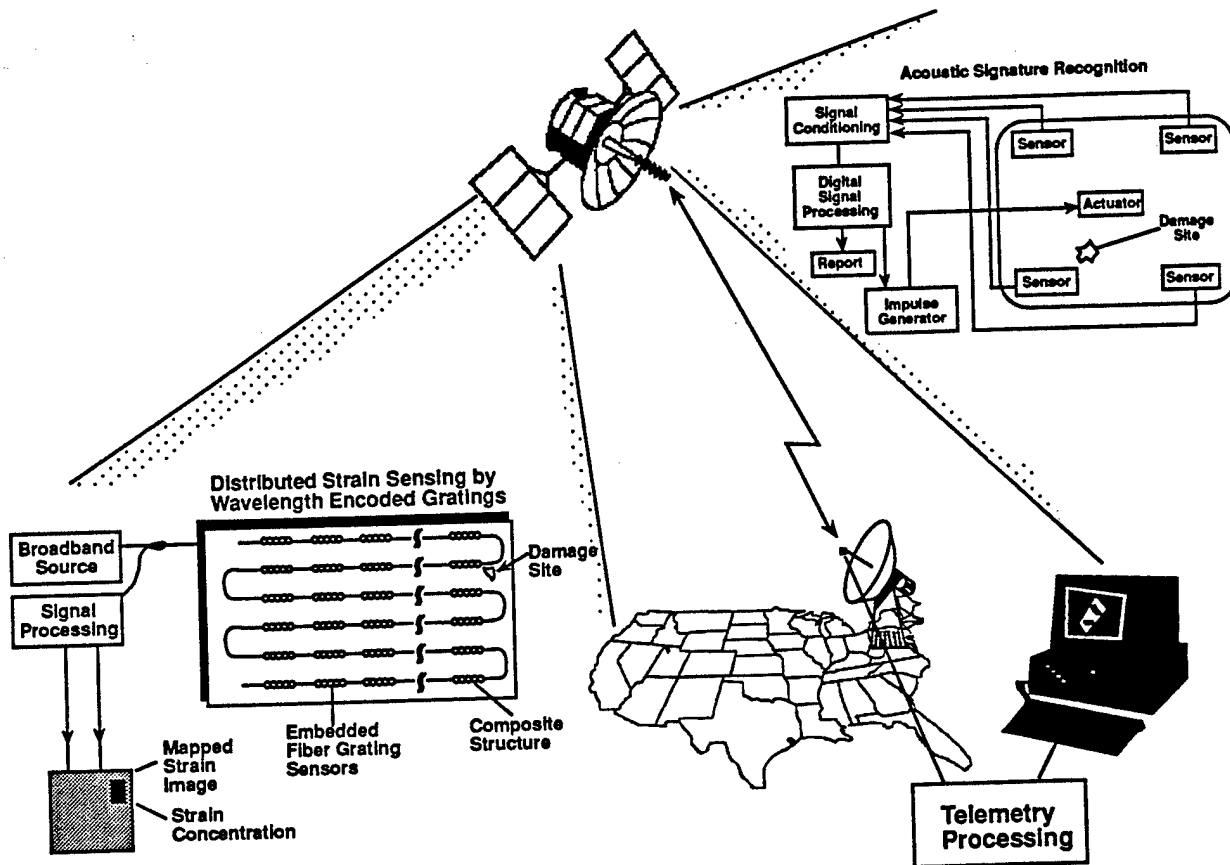 Acoustic Signature Recognition
Signal
Conditioning
Sensor
Sensor
Digital
Signal
Processing
Actuator
Damage
Site
Report
Sensor
Sensor
Impulse
Generator
Distributed Strain Sensing by
Wavelength Encoded Gratings
Broadband
Source
Damage
Site
Signal
Processing
Embedded
Fiber Grating
Sensors
Composite
Structure
Mapped
Strain
Image
Strain
Concentration
Telemetry
Processing